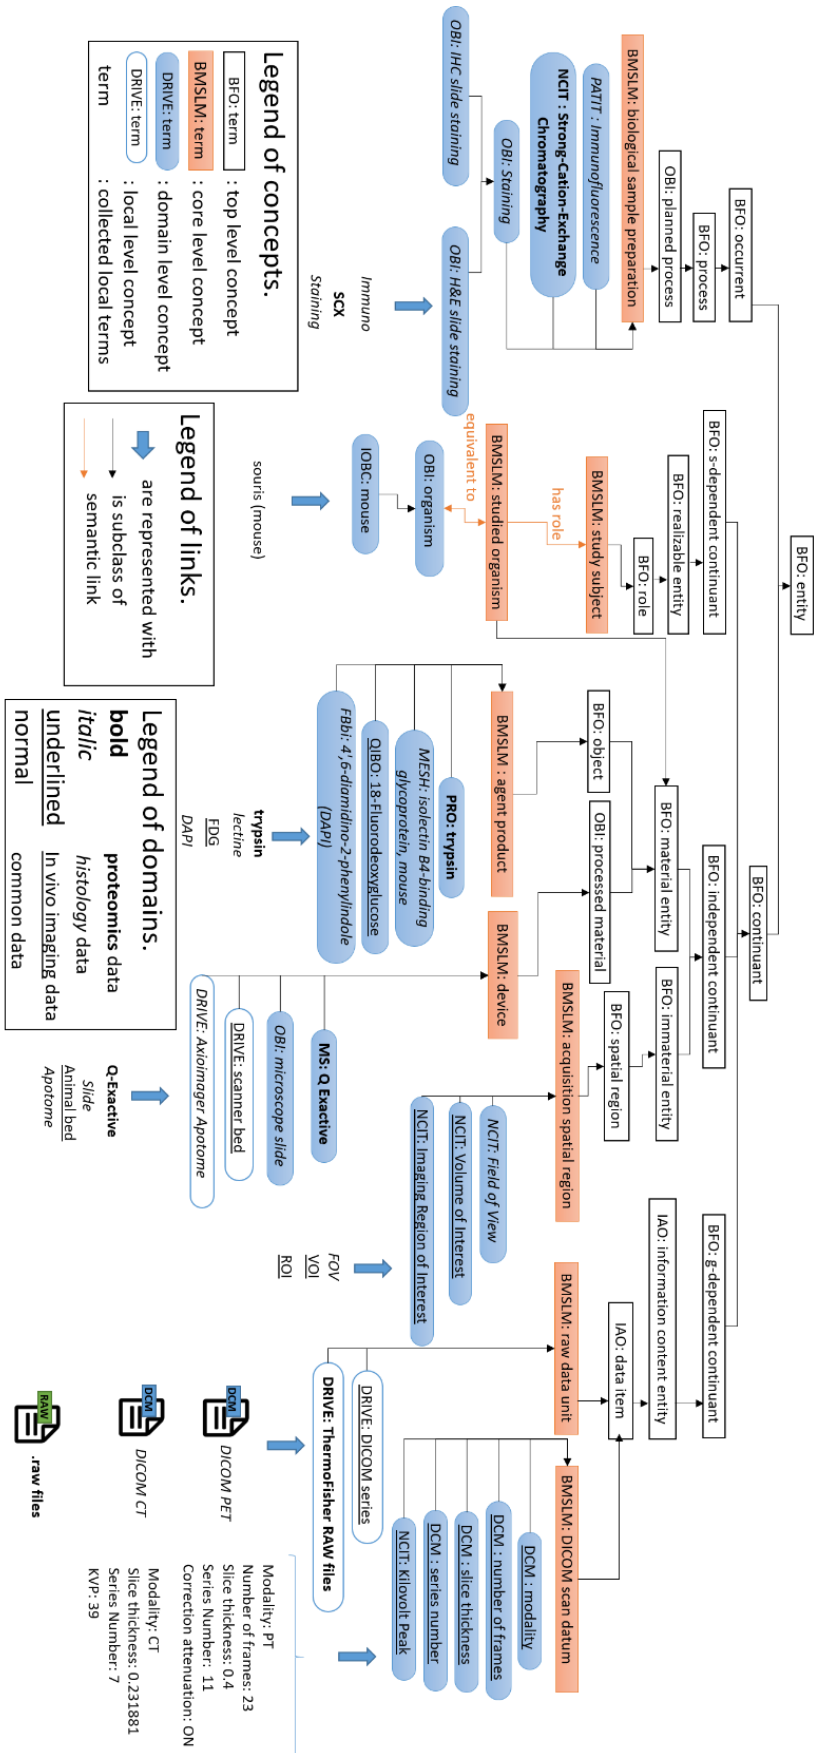 BFO: entity
BFO: continuant
BFO: occurrent
BFO: process
OBI: planned process
BMSLM: biological sample preparation
PATIT : Immunofluorescence
NCIT : Strong-Cation-Exchange
Chromatography
OBI: Staining
OBI: IHC slide staining
OBI: H&E slide staining
Immuno
SCX
Staining
BFO: s-dependent continuant
BFO: realizable entity
BFO: role
BMSLM: study subject
has role
BMSLM: studied organism
equivalent to
OBI: organism
IOBC: mouse
souris (mouse)
BFO: independent continuant
BFO: material entity
BFO: immaterial entity
BFO: object
OBI: processed material
BFO: spatial region
BMSLM : agent product
PRO: trypsin
MESH: isolectin B4-binding
glycoprotein, mouse
QIBO: 18-Fluorodeoxyglucose
FBbi: 4',6-diamidino-2-phenylindole
(DAPI)
trypsin
lectine
FDG
DAPI
BMSLM: device
MS: Q Exactive
OBI: microscope slide
DRIVE: scanner bed
DRIVE: Axioimager Apotome
Q-Exactive
Slide
Animal bed
Apotome
BMSLM: acquisition spatial region
NCIT: Field of View
NCIT: Volume of Interest
NCIT: Imaging Region of Interest
FOV
VOI
ROI
BFO: g-dependent continuant
IAO: information content entity
IAO: data item
BMSLM: raw data unit
DRIVE: DICOM series
DRIVE: ThermoFisher RAW files
DCM
DICOM PET
DCM
DICOM CT
RAW
.raw files
BMSLM: DICOM scan datum
DCM : modality
DCM : number of frames
DCM : slice thickness
DCM : series number
NCIT: Kilovolt Peak
Modality: PT
Number of frames: 23
Slice thickness: 0.4
Series Number: 11
Correction attenuation: ON
Modality: CT
Slice thickness: 0.231881
Series Number: 7
KVP: 39
Legend of concepts.
BFO: term : top level concept
BMSLM: term : core level concept
DRIVE: term : domain level concept
DRIVE: term : local level concept
term : collected local terms
Legend of links.
are represented with
is subclass of
semantic link
Legend of domains.
bold proteomics data
italic histology data
underlined In vivo imaging data
normal common data